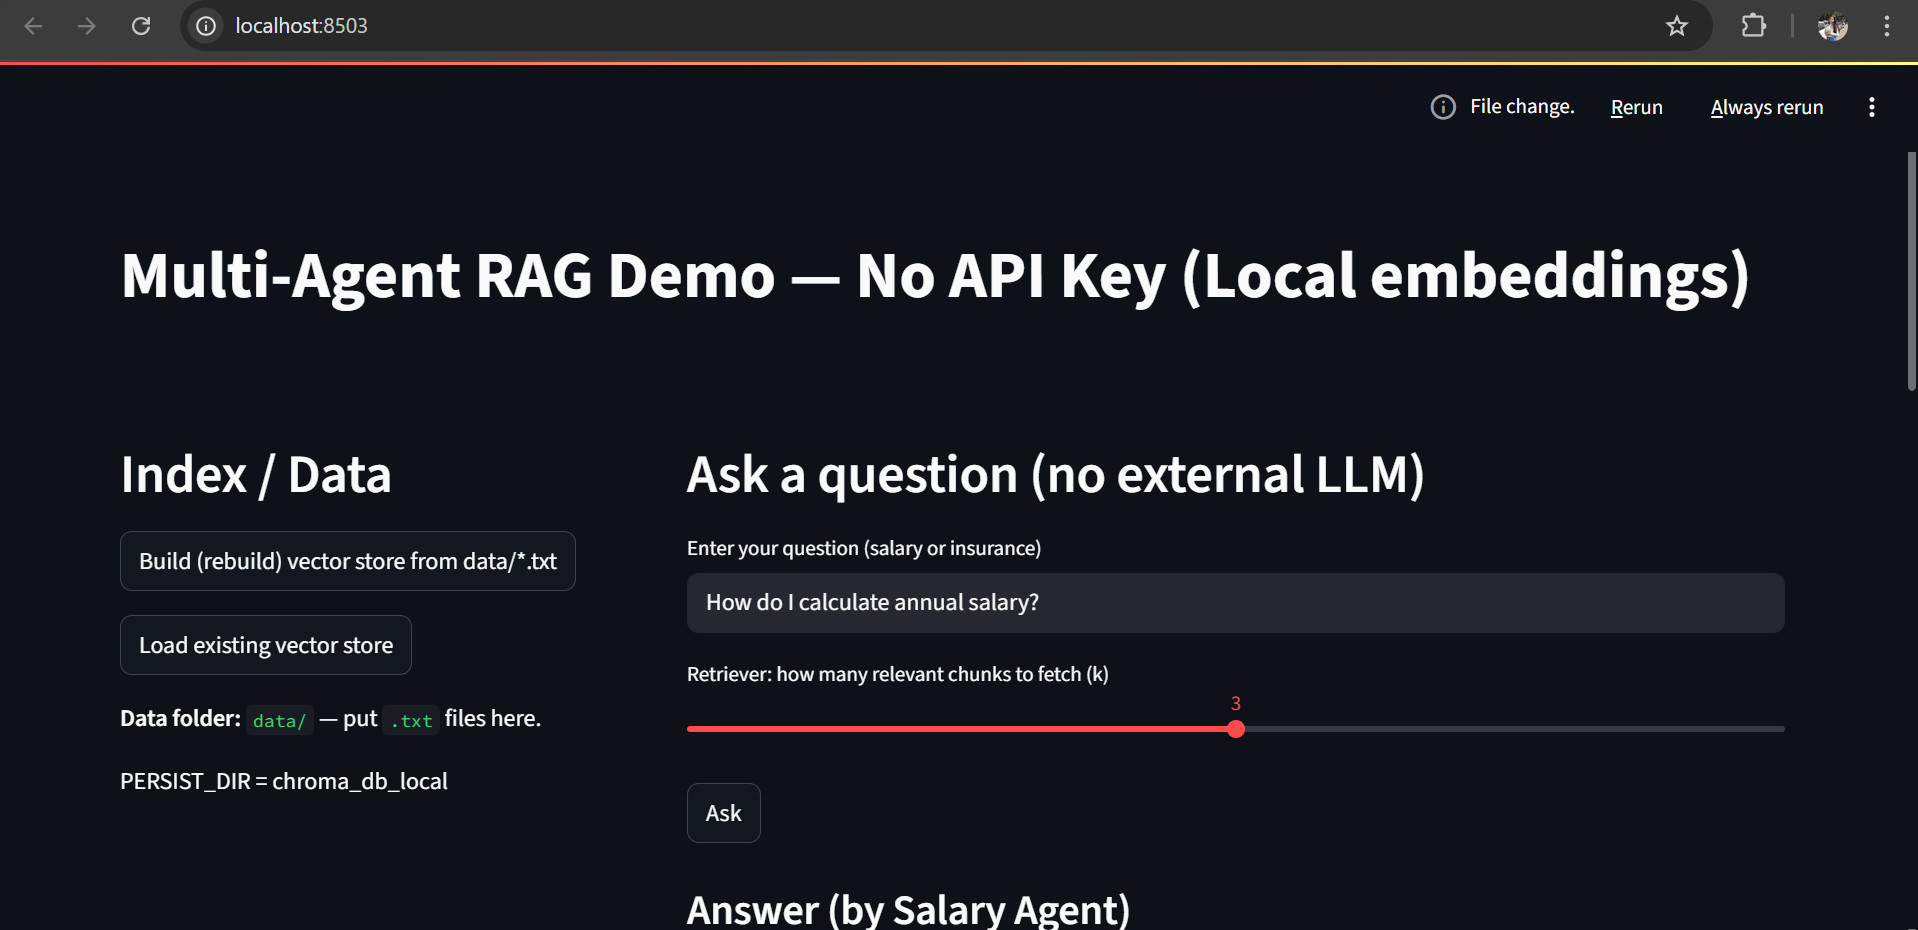 localhost:8503
File change. Rerun Always rerun
Multi-Agent RAG Demo — No API Key (Local embeddings)
Index / Data
Build (rebuild) vector store from data/*.txt
Load existing vector store
Data folder: data/ — put .txt files here.
PERSIST_DIR = chroma_db_local
Ask a question (no external LLM)
Enter your question (salary or insurance)
How do I calculate annual salary?
Retriever: how many relevant chunks to fetch (k)
3
Ask
Answer (by Salary Agent)